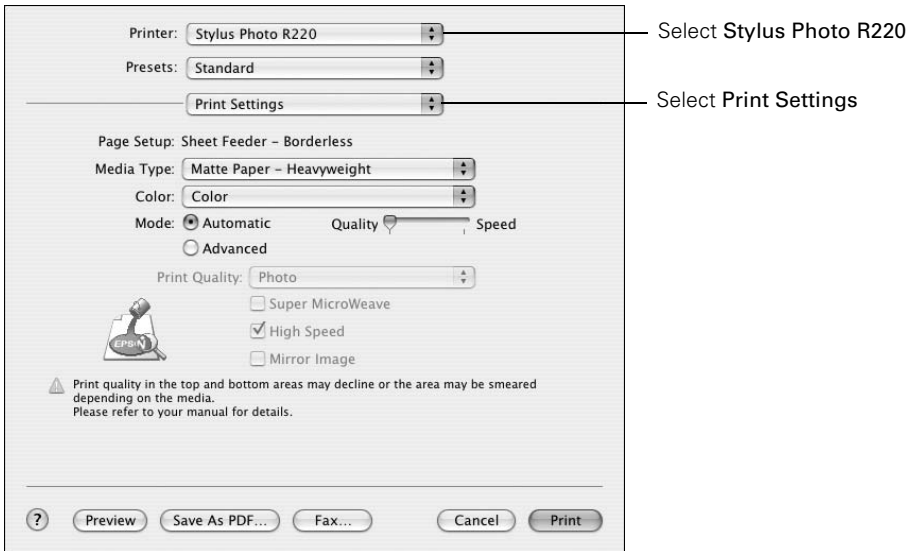 Printer: Stylus Photo R220 Select Stylus Photo R220
Presets: Standard
Print Settings Select Print Settings
Page Setup: Sheet Feeder – Borderless
Media Type: Matte Paper – Heavyweight
Color: Color
Mode: Automatic Quality Speed
Advanced
Print Quality: Photo
Super MicroWeave
High Speed
Mirror Image
EPSON
Print quality in the top and bottom areas may decline or the area may be smeared
depending on the media.
Please refer to your manual for details.
? Preview Save As PDF... Fax... Cancel Print